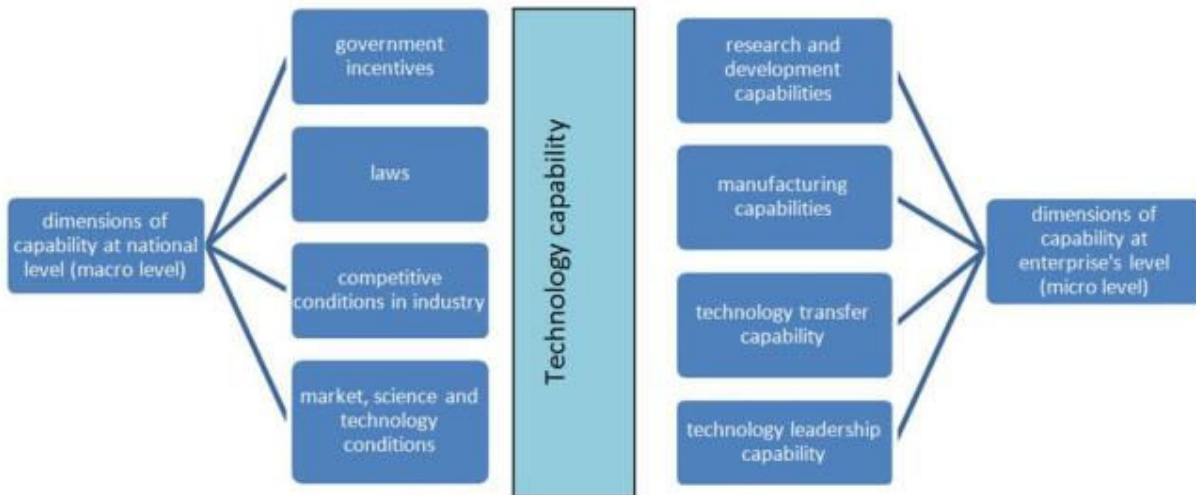 dimensions of
capability at national
level (macro level)
government
incentives
laws
competitive
conditions in industry
market, science and
technology
conditions
Technology capability
research and
development
capabilities
manufacturing
capabilities
technology transfer
capability
technology leadership
capability
dimensions of
capability at
enterprise's level
(micro level)